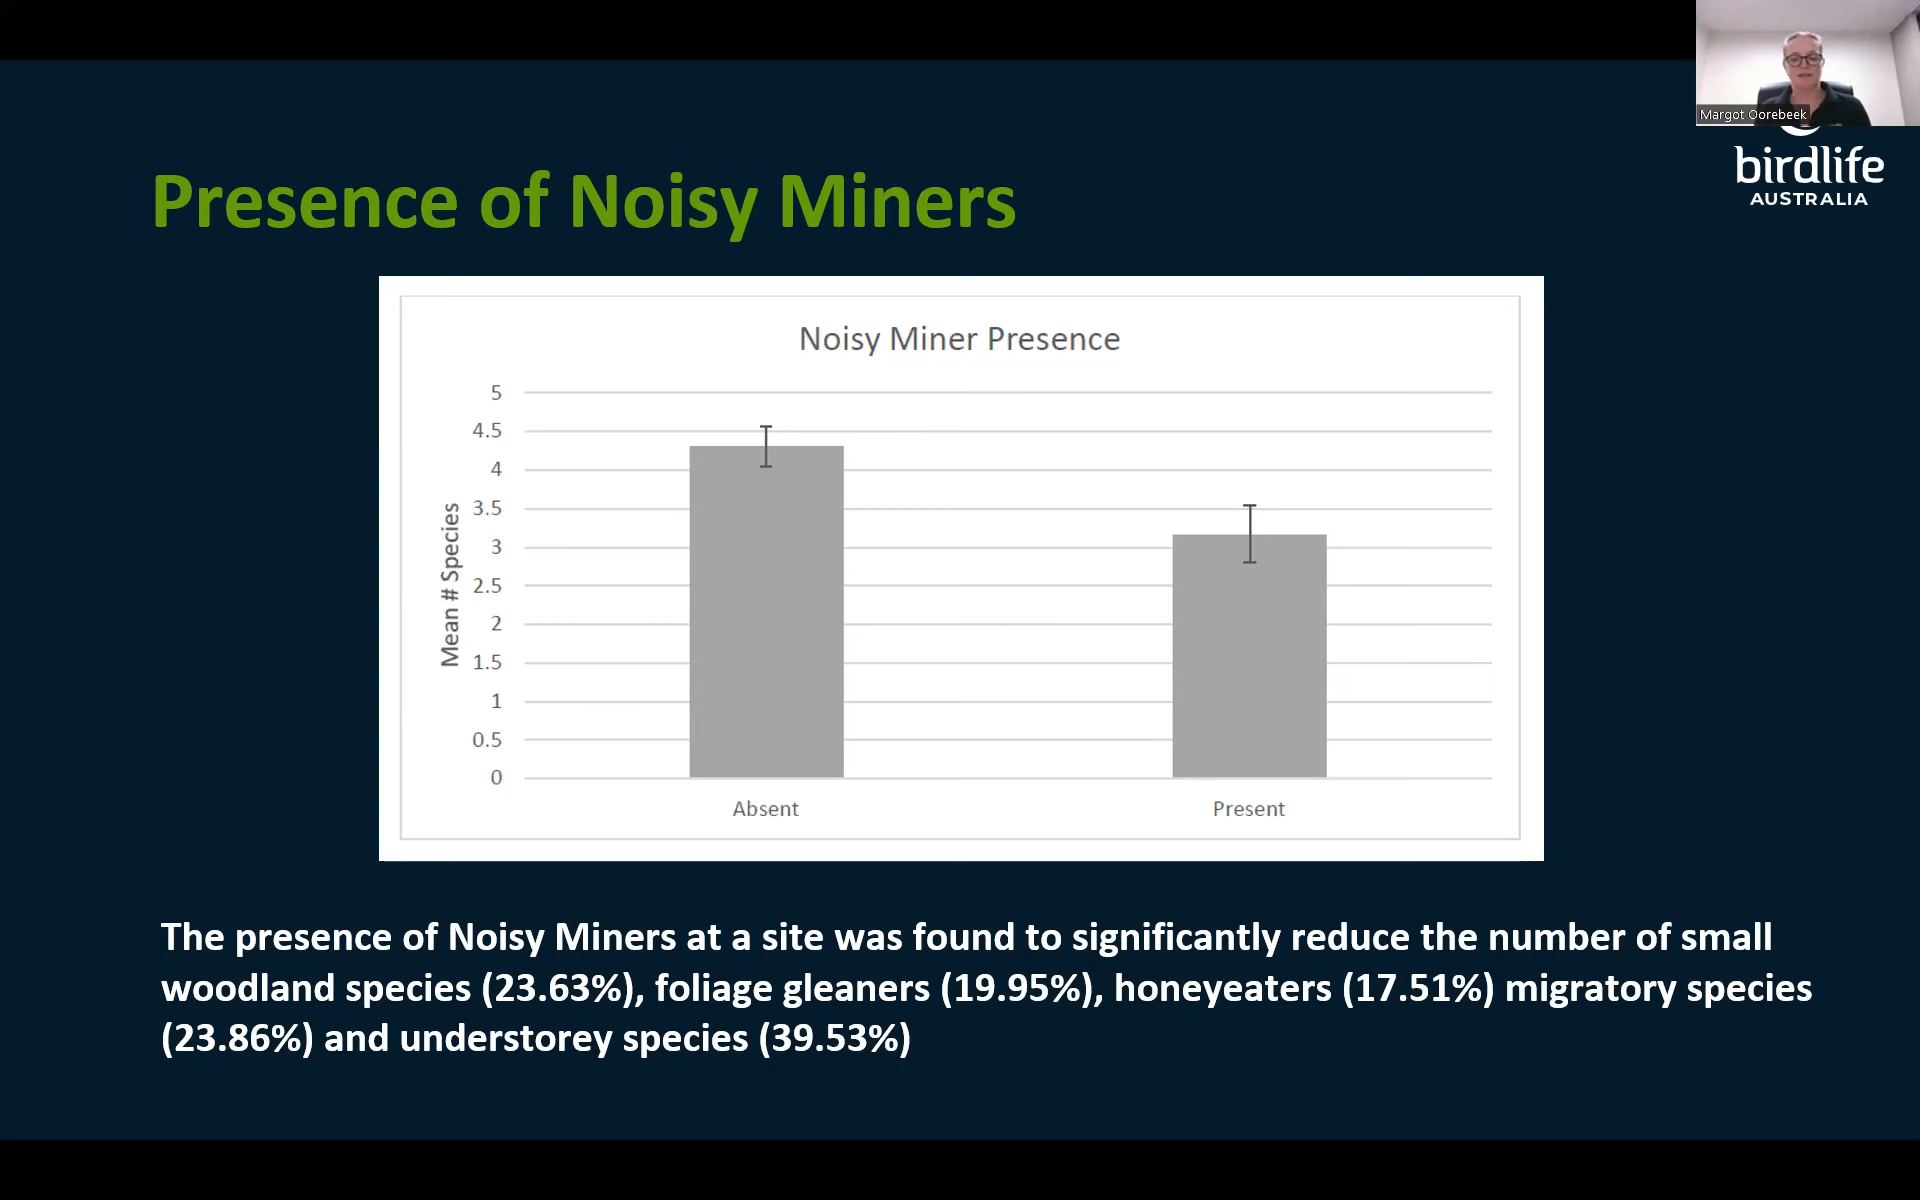 Margot Oorebeek
birdlife
AUSTRALIA
Presence of Noisy Miners
Noisy Miner Presence
Mean # Species
5
4.5
4
3.5
3
2.5
2
1.5
1
0.5
0
Absent
Present
The presence of Noisy Miners at a site was found to significantly reduce the number of small
woodland species (23.63%), foliage gleaners (19.95%), honeyeaters (17.51%) migratory species
(23.86%) and understorey species (39.53%)